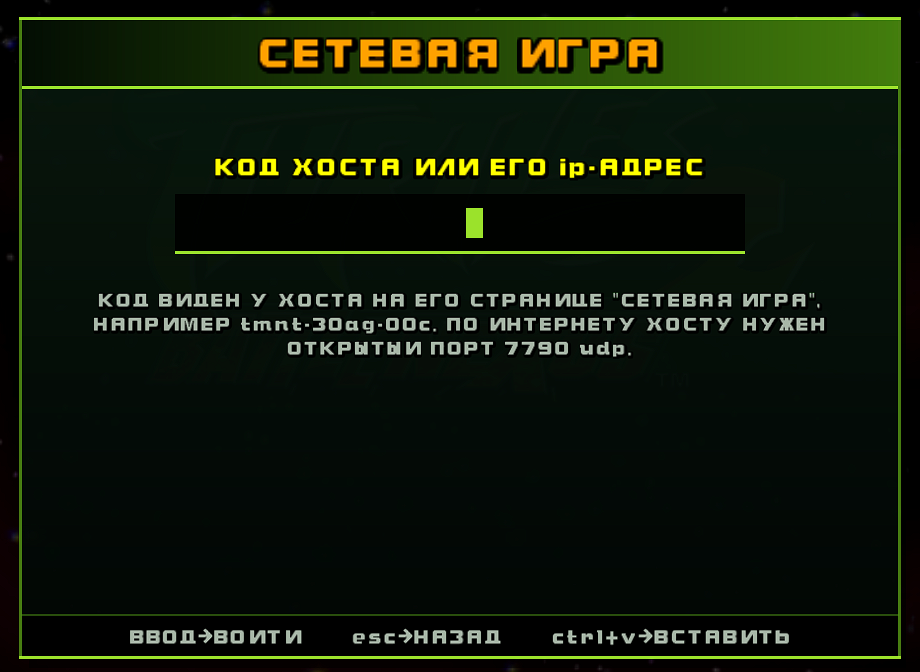 СЕТЕВАЯ ИГРА
КОД ХОСТА ИЛИ ЕГО ip-АДРЕС
КОД ВИДЕН У ХОСТА НА ЕГО СТРАНИЦЕ "СЕТЕВАЯ ИГРА",
НАПРИМЕР tmnt-30ag-00c. ПО ИНТЕРНЕТУ ХОСТУ НУЖЕН
ОТКРЫТЫЙ ПОРТ 7790 udp.
ВВОД→ВОЙТИ esc→НАЗАД ctrl+v→ВСТАВИТЬ